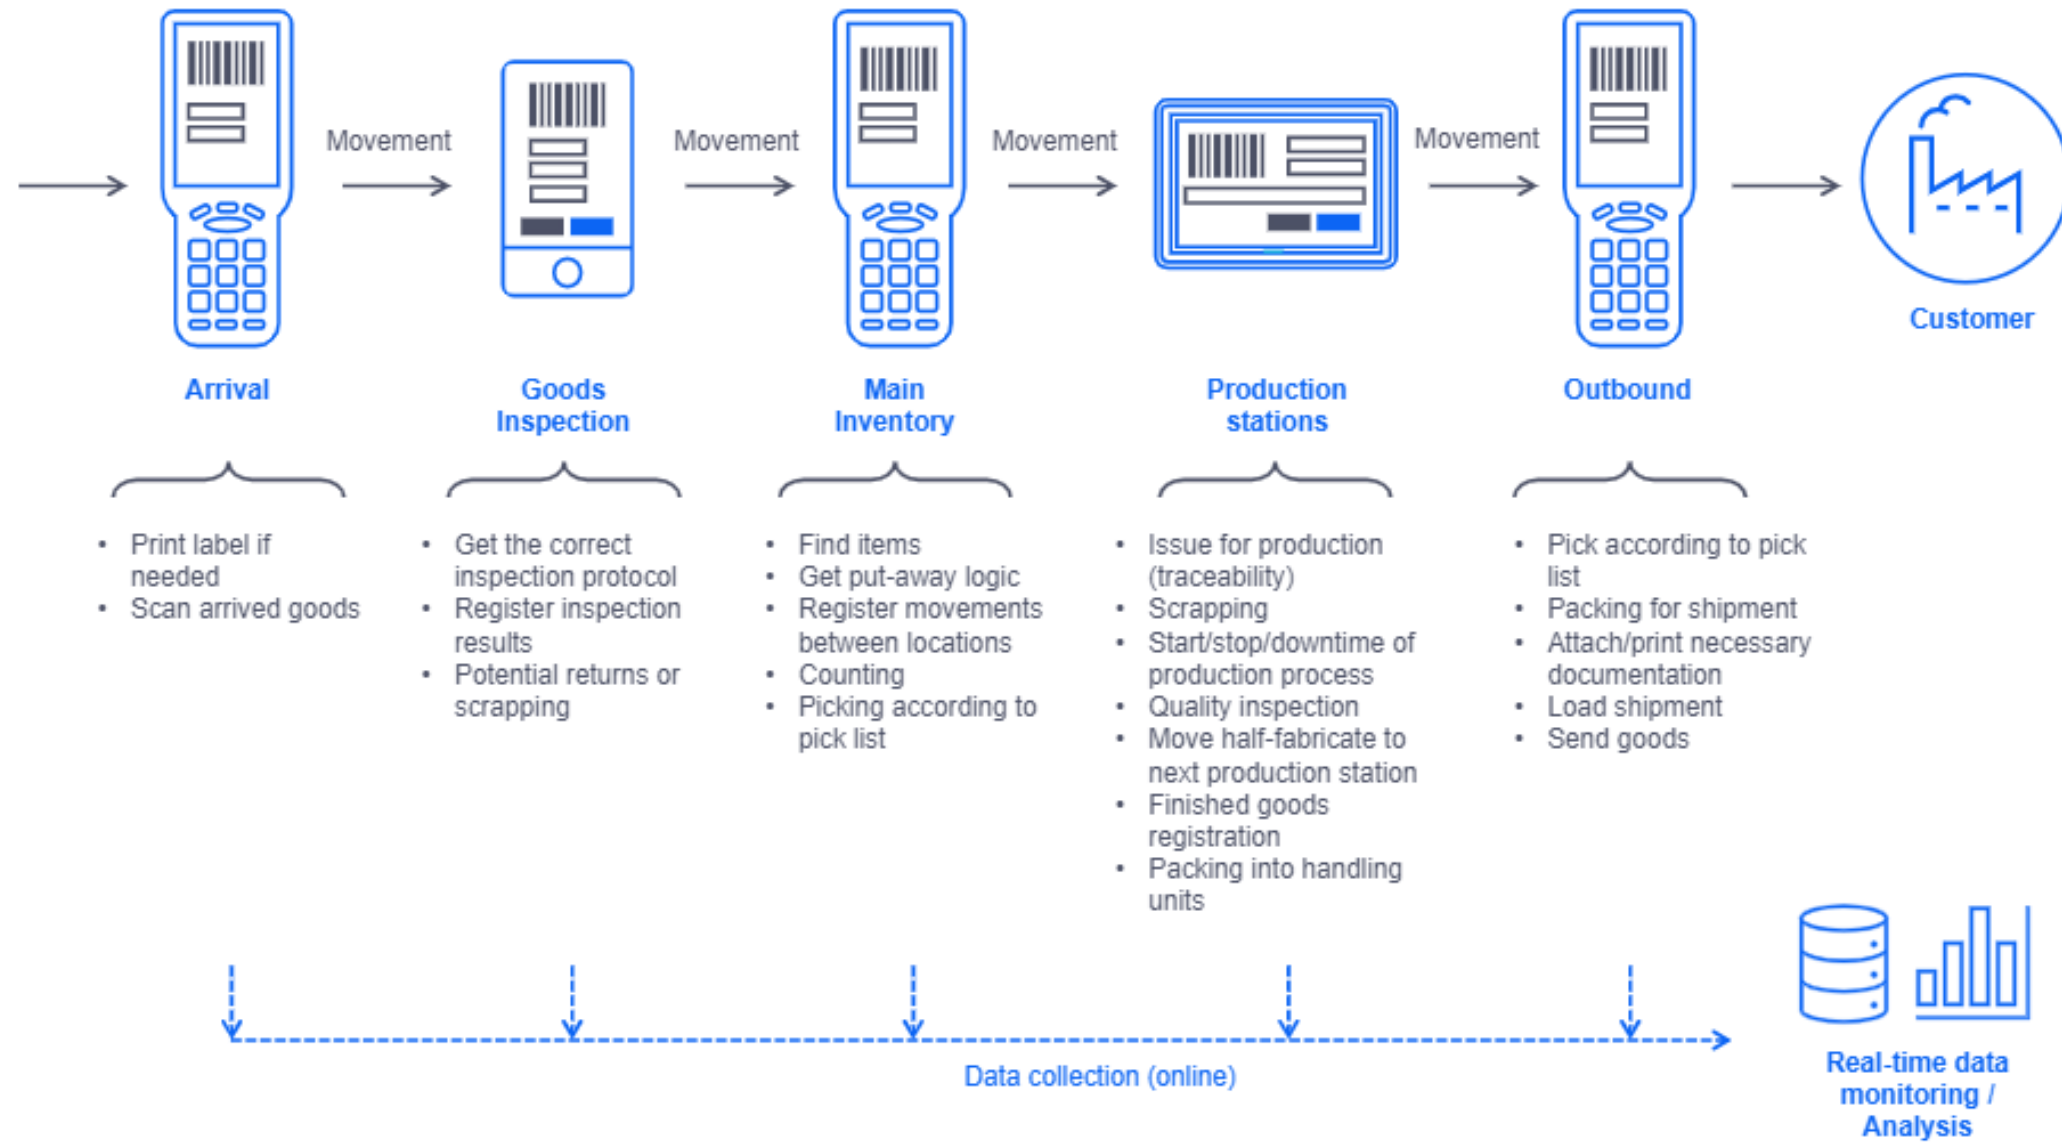 Movement
Movement
Movement
Movement
Customer
Arrival
Goods
Inspection
Main
Inventory
Production
stations
Outbound
• Print label if
needed
• Scan arrived goods
• Get the correct
inspection protocol
• Register inspection
results
• Potential returns or
scrapping
• Find items
• Get put-away logic
• Register movements
between locations
• Counting
• Picking according to
pick list
• Issue for production
(traceability)
• Scrapping
• Start/stop/downtime of
production process
• Quality inspection
• Move half-fabricate to
next production station
• Finished goods
registration
• Packing into handling
units
• Pick according to pick
list
• Packing for shipment
• Attach/print necessary
documentation
• Load shipment
• Send goods
Data collection (online)
Real-time data
monitoring /
Analysis